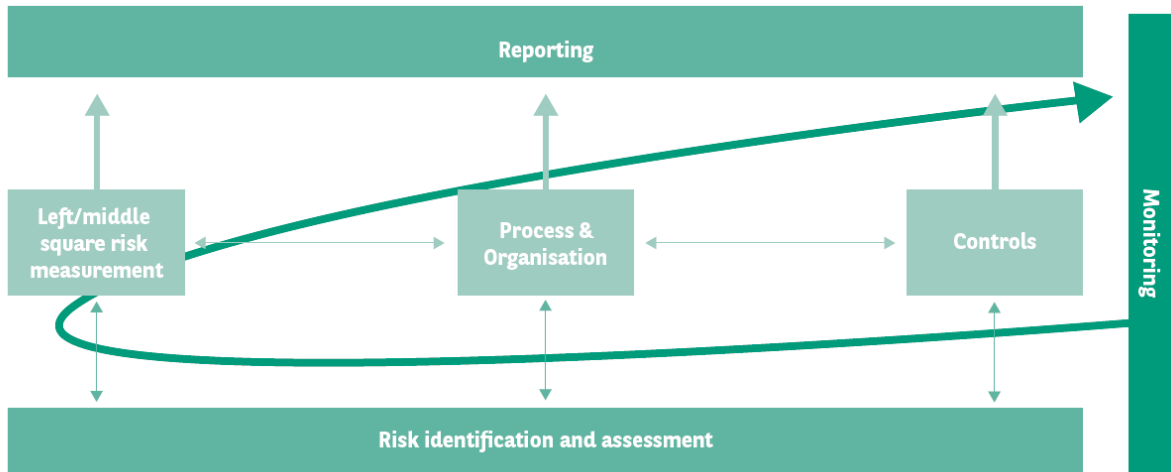 Reporting
Left/middle
square risk
measurement
Process &
Organisation
Controls
Monitoring
Risk identification and assessment